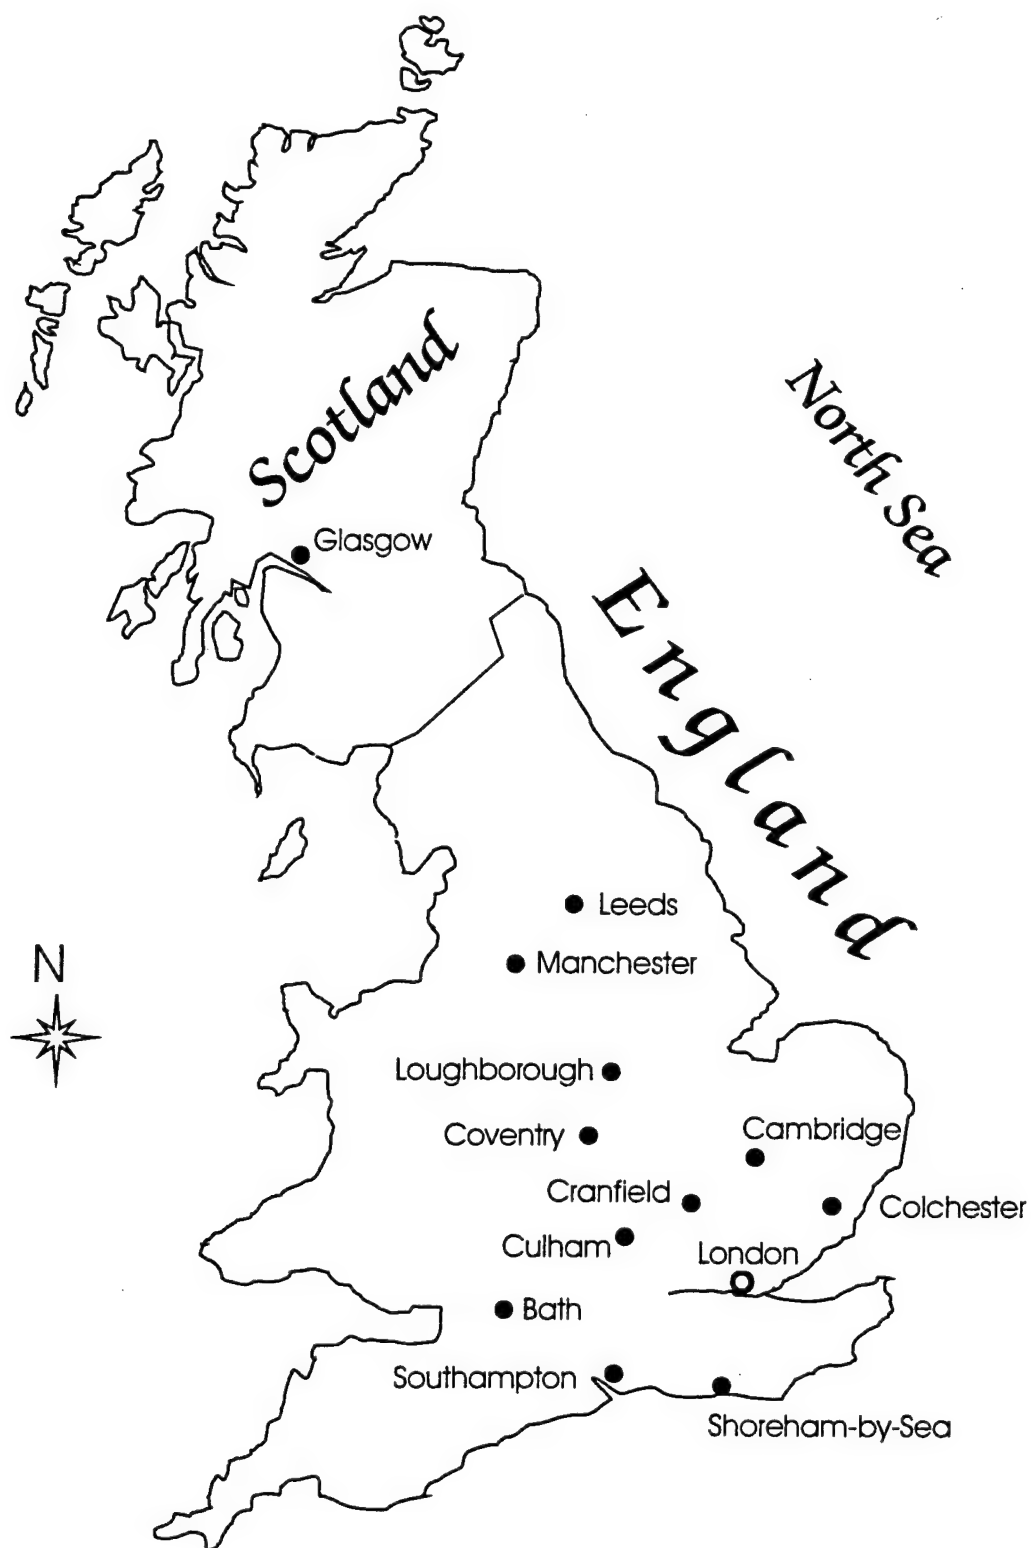 Scotland
North Sea
Glasgow
England
Leeds
N
Manchester
Loughborough
Coventry
Cambridge
Cranfield
Colchester
Culham
London
Bath
Southampton
Shoreham-by-Sea